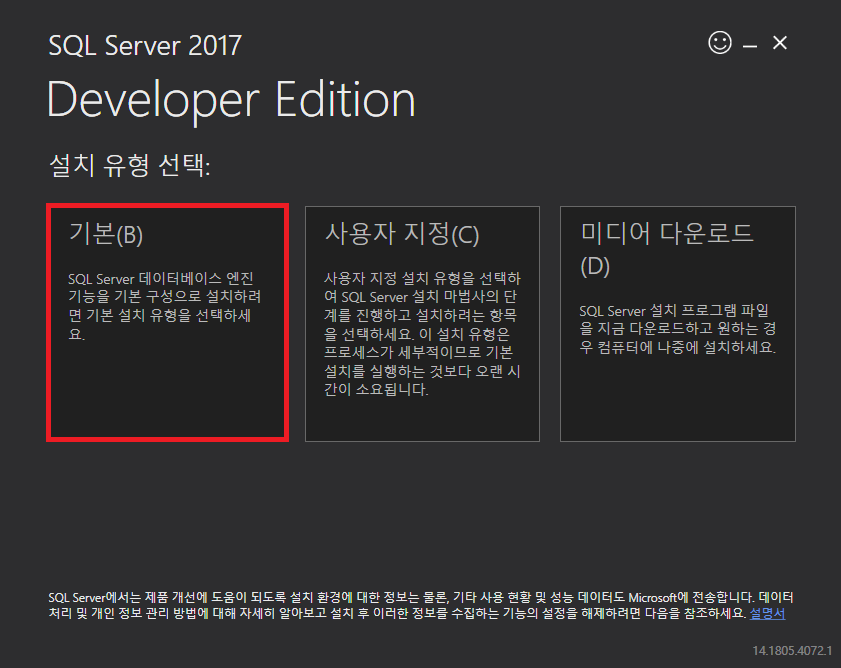 SQL Server 2017
Developer Edition
설치 유형 선택:
기본(B)
SQL Server 데이터베이스 엔진
기능을 기본 구성으로 설치하려
면 기본 설치 유형을 선택하세
요.
사용자 지정(C)
사용자 지정 설치 유형을 선택하
여 SQL Server 설치 마법사의 단
계를 진행하고 설치하려는 항목
을 선택하세요. 이 설치 유형은
프로세스가 세부적이므로 기본
설치를 실행하는 것보다 오랜 시
간이 소요됩니다.
미디어 다운로드
(D)
SQL Server 설치 프로그램 파일
을 지금 다운로드하고 원하는 경
우 컴퓨터에 나중에 설치하세요.
SQL Server에서는 제품 개선에 도움이 되도록 설치 환경에 대한 정보는 물론, 기타 사용 현황 및 성능 데이터도 Microsoft에 전송합니다. 데이터
처리 및 개인 정보 관리 방법에 대해 자세히 알아보고 설치 후 이러한 정보를 수집하는 기능의 설정을 해제하려면 다음을 참조하세요. 설명서
14.1805.4072.1